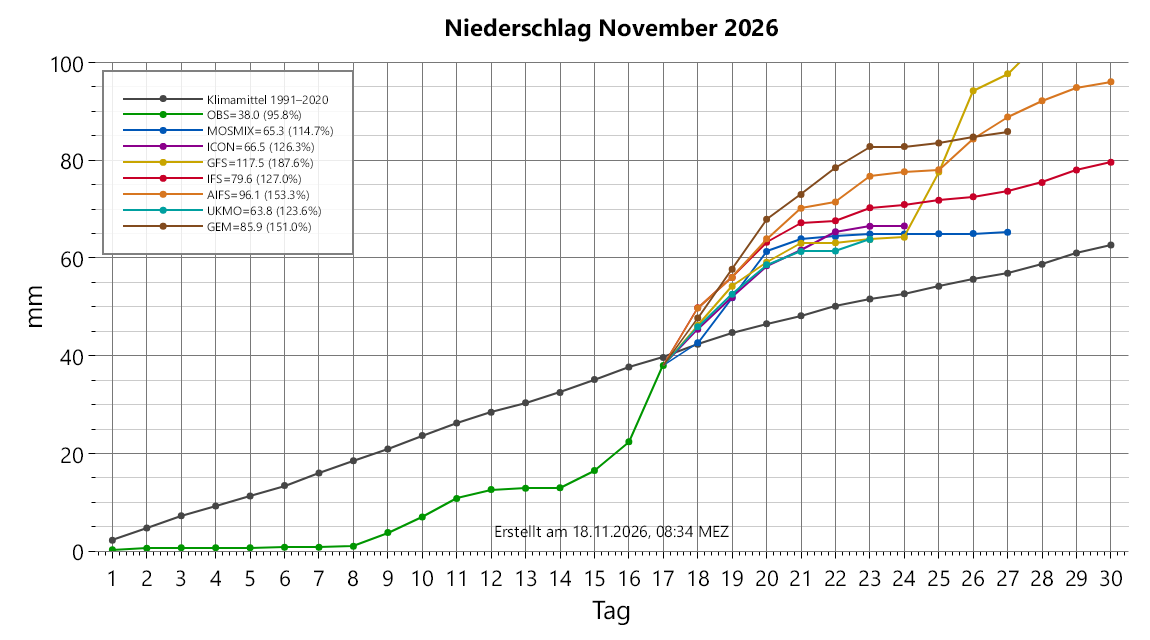 Niederschlag November 2026
100
80
60
40
20
0
mm
Klimamittel 1991–2020
OBS=38.0 (95.8%)
MOSMIX=65.3 (114.7%)
ICON=66.5 (126.3%)
GFS=117.5 (187.6%)
IFS=79.6 (127.0%)
AIFS=96.1 (153.3%)
UKMO=63.8 (123.6%)
GEM=85.9 (151.0%)
Erstellt am 18.11.2026, 08:34 MEZ
1 2 3 4 5 6 7 8 9 10 11 12 13 14 15 16 17 18 19 20 21 22 23 24 25 26 27 28 29 30
Tag